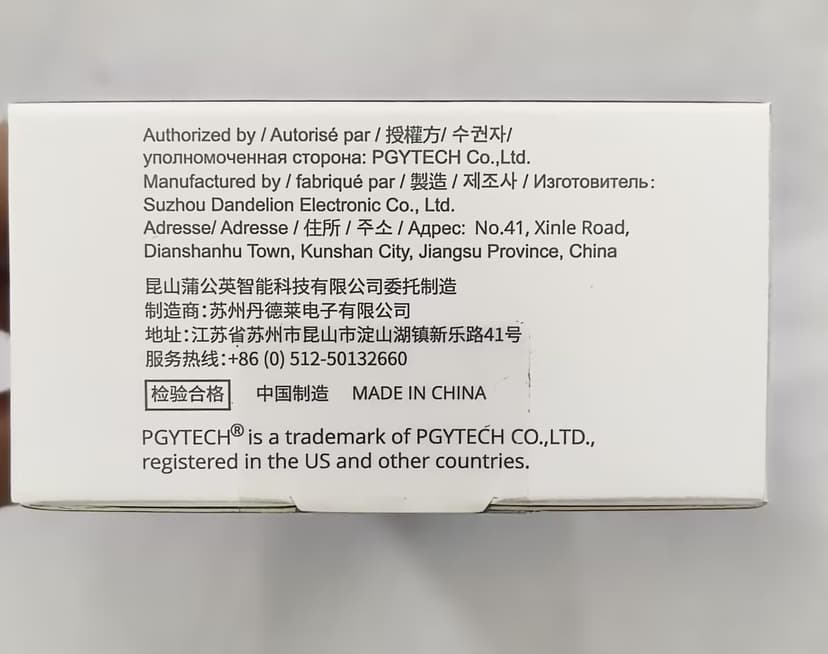 Authorized by / Autorisé par / 授權方/ 수권자/
уполномоченная сторона: PGYTECH Co.,Ltd.
Manufactured by / fabriqué par / 製造 / 제조사 / Изготовитель:
Suzhou Dandelion Electronic Co., Ltd.
Adresse/ Adresse / 住所 / 주소 / Адрес: No.41, Xinle Road,
Dianshanhu Town, Kunshan City, Jiangsu Province, China
昆山蒲公英智能科技有限公司委托制造
制造商:苏州丹德莱电子有限公司
地址:江苏省苏州市昆山市淀山湖镇新乐路41号
服务热线:+86 (0) 512-50132660
检验合格 中国制造 MADE IN CHINA
PGYTECH® is a trademark of PGYTECH CO.,LTD.,
registered in the US and other countries.